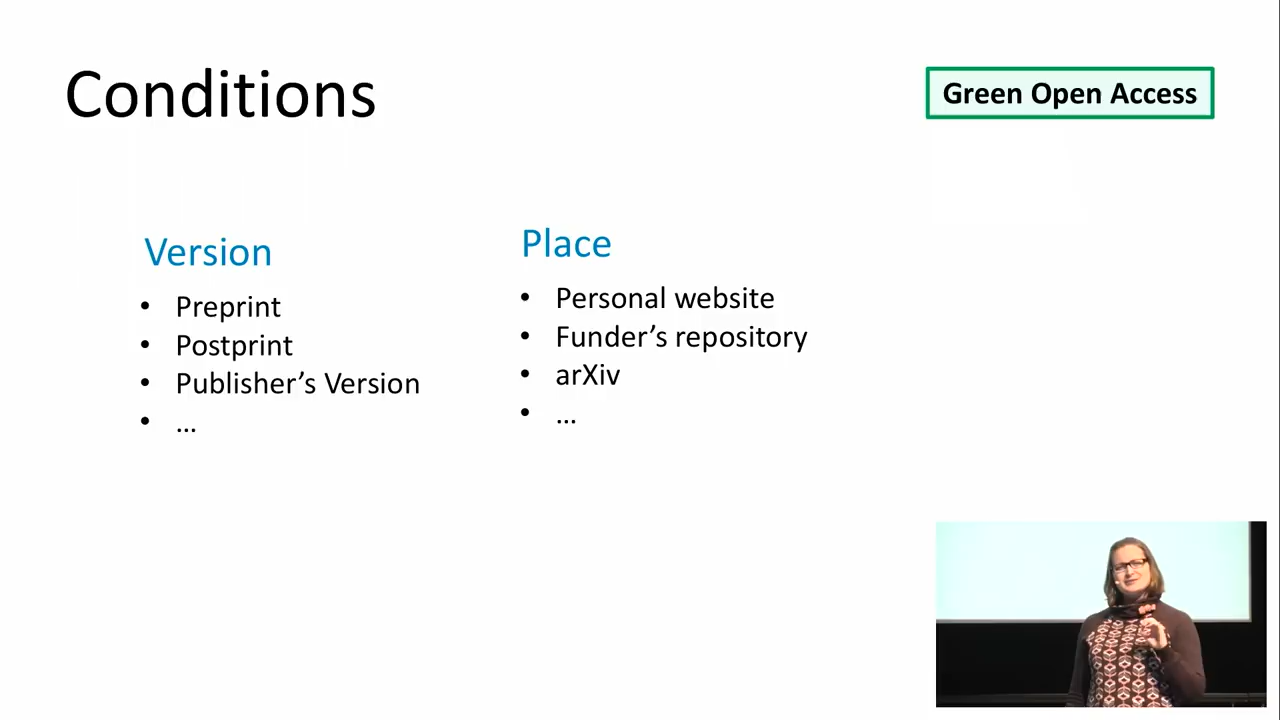 Conditions
Green Open Access
Version
• Preprint
• Postprint
• Publisher’s Version
• ...
Place
• Personal website
• Funder’s repository
• arXiv
• ...